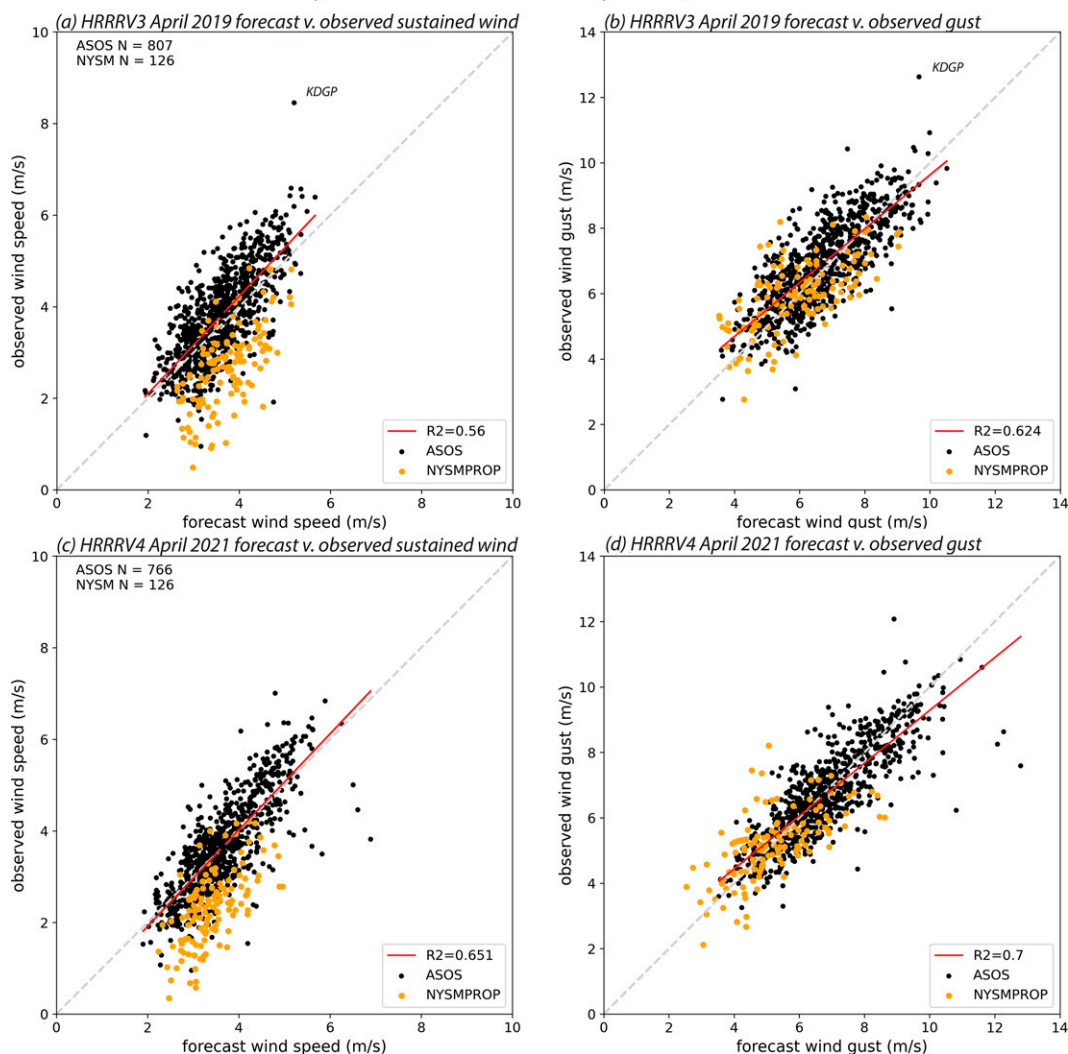 (a) HRRRV3 April 2019 forecast v. observed sustained wind
10
ASOS N = 807
NYSM N = 126
KDGP
8
6
4
2
0
observed wind speed (m/s)
R2=0.56
ASOS
NYSMPROP
0 2 4 6 8 10
forecast wind speed (m/s)
(b) HRRRV3 April 2019 forecast v. observed gust
14
KDGP
12
10
8
6
4
2
0
observed wind gust (m/s)
R2=0.624
ASOS
NYSMPROP
0 2 4 6 8 10 12 14
forecast wind gust (m/s)
(c) HRRRV4 April 2021 forecast v. observed sustained wind
10
ASOS N = 766
NYSM N = 126
8
6
4
2
0
observed wind speed (m/s)
R2=0.651
ASOS
NYSMPROP
0 2 4 6 8 10
forecast wind speed (m/s)
(d) HRRRV4 April 2021 forecast v. observed gust
14
12
10
8
6
4
2
0
observed wind gust (m/s)
R2=0.7
ASOS
NYSMPROP
0 2 4 6 8 10 12 14
forecast wind gust (m/s)